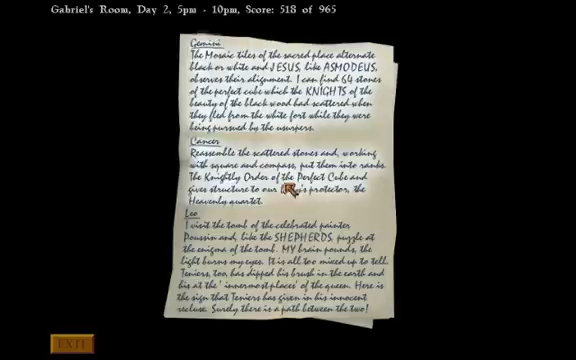 Gabriel's Room, Day 2, 5pm - 10pm, Score: 518 of 965
Gemini
The Mosaic tiles of the sacred place alternate
black or white and JESUS, like ASMODEUS,
observes their alignment. I can find 64 stones
of the perfect cube which the KNIGHTS of the
beauty of the black wood had scattered when
they fled from the white fort while they were
being pursued by the usurpers.
Cancer
Reassemble the scattered stones and, working
with square and compass, put them into ranks.
The Knightly Order of the Perfect Cube and
gives structure to our protector, the
Heavenly quartet.
Leo
I visit the tomb of the celebrated painter
Poussin and, like the SHEPHERDS, puzzle at
the enigma of the tomb. MY brain pounds, the
light burns my eyes. It is all too mixed up to tell.
Teniers, too, has dipped his brush in the earth and
his at the 'innermost places' of the queen. Here is
the sign that Teniers has given in his innocent
recluse. Surely there is a path between the two!
EXIT